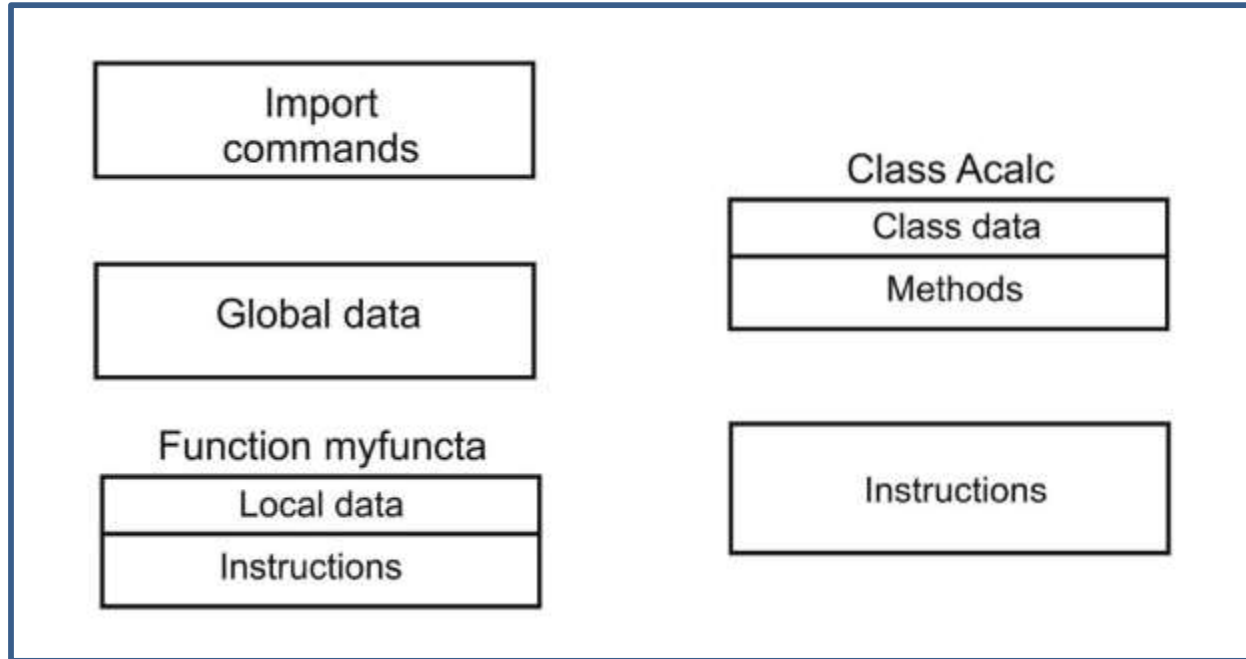 Import
commands
Global data
Function myfuncta
Local data
Instructions
Class Acalc
Class data
Methods
Instructions